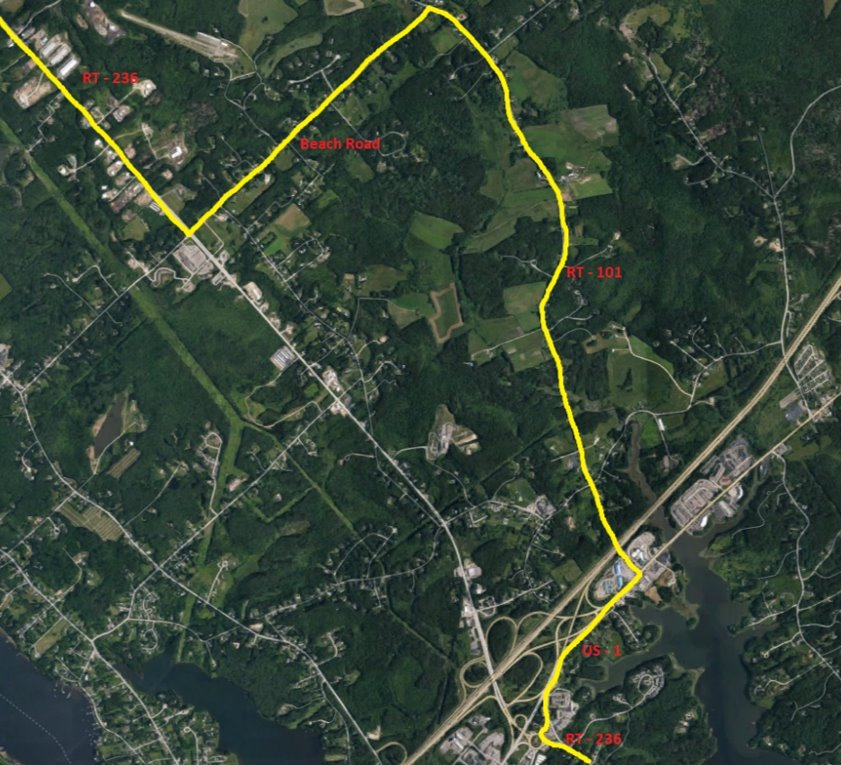 RT - 236
Beach Road
RT - 101
US - 1
RT - 236